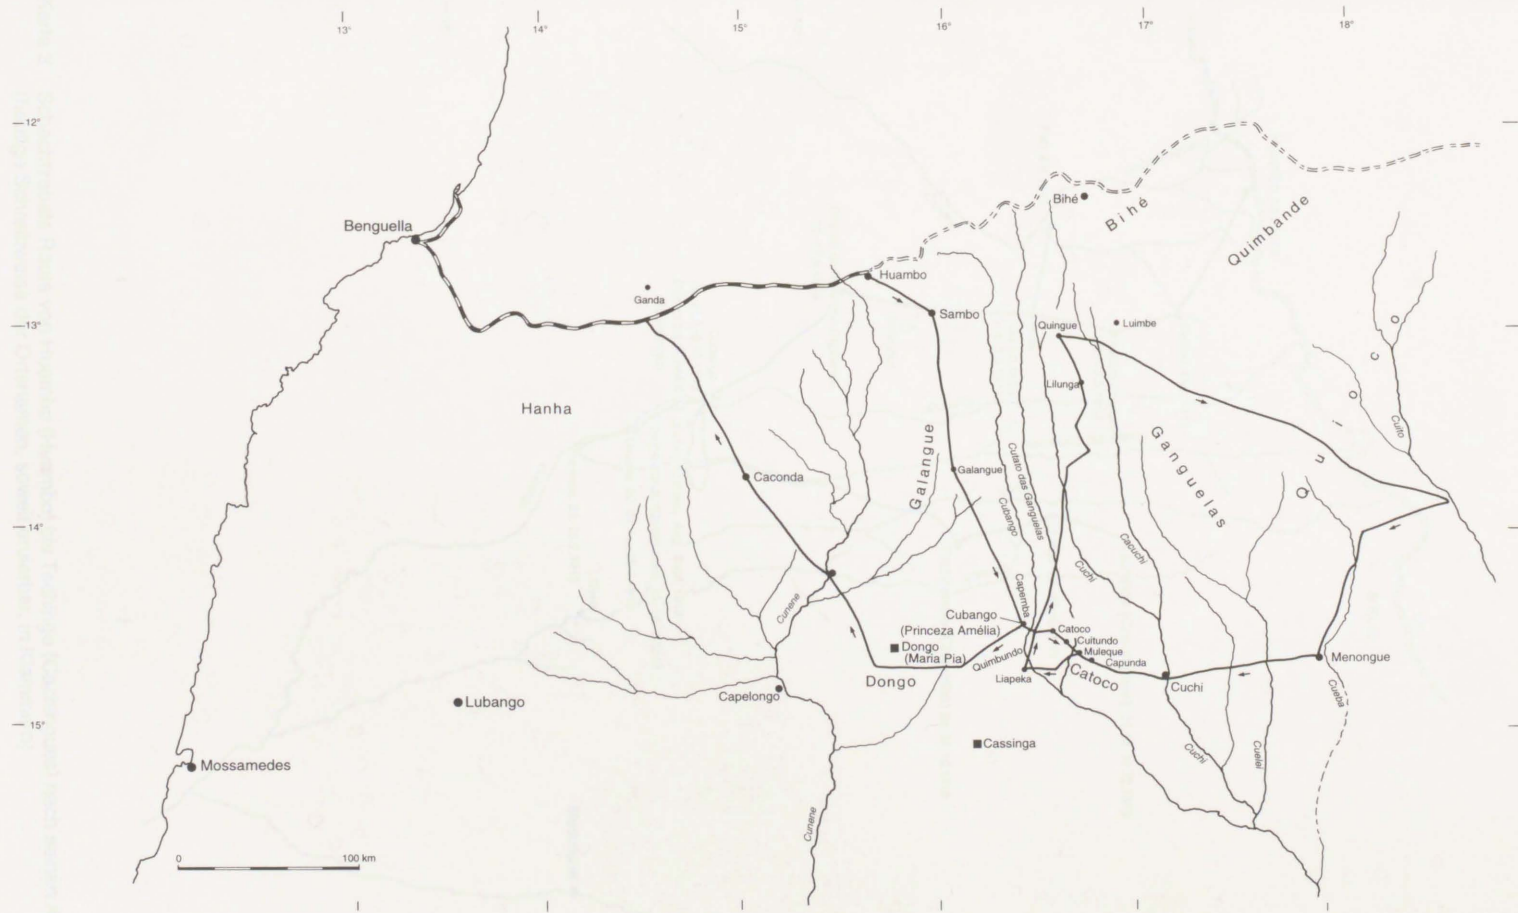 13°
14°
15°
16°
17°
18°
12°
Bihé
Bihé
Quimbande
Benguella
Huambo
Ganda
Sambo
13°
Quingue
Luimbe
Lilunga
Hanha
Quioco
Cuito
Galangue
Galangue
Caconda
Cutato das Ganguelas
Cubango
Ganguelas
14°
Cacuchi
Cuchi
Capemba
Cunene
Cubango
(Princeza Amélia)
Catoco
Cuitundo
Dongo
(Maria Pia)
Quimbundo
Muleque
Capunda
Menongue
Liapeka
Catoco
Cuchi
Dongo
Capelongo
Cueba
Lubango
15°
Cassinga
Cuchi
Cuelei
Mossamedes
Cunene
0
100 km